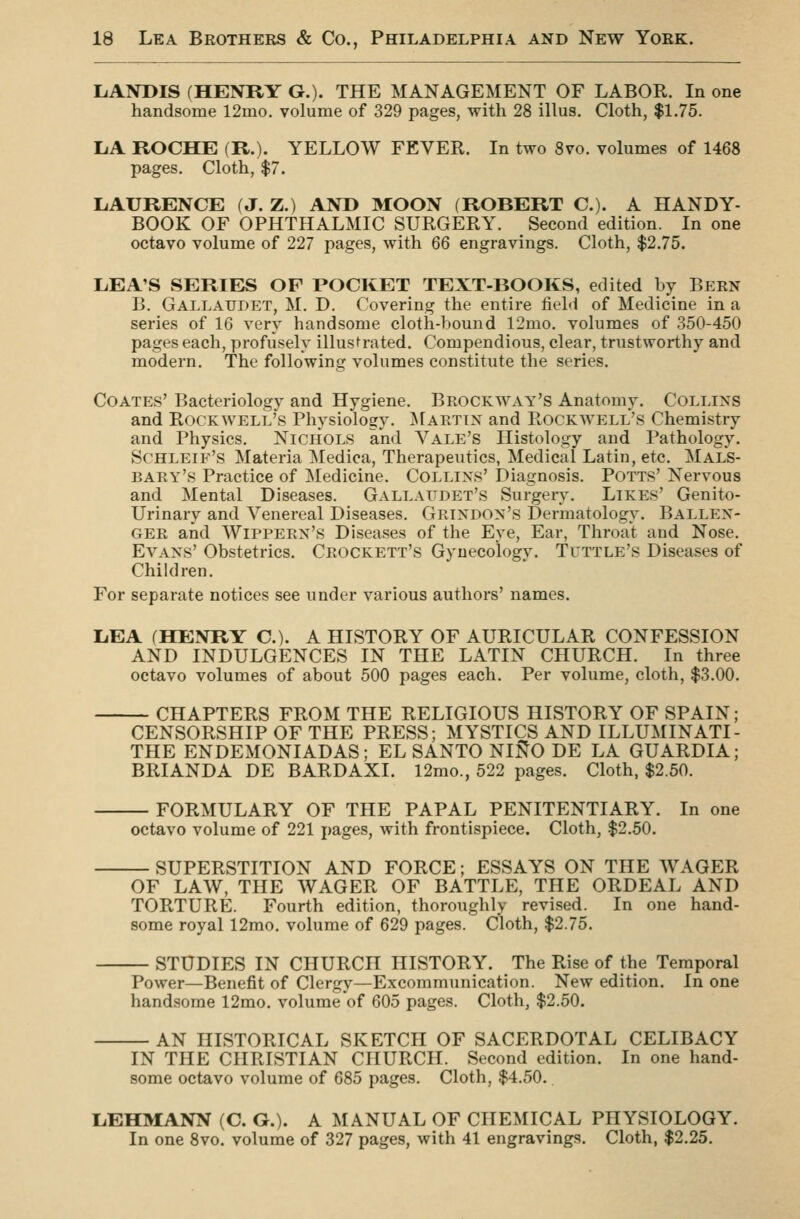 18 LEA BROTHERS & CO., PHILADELPHIA AND NEW YORK.
LANDIS (HENRY G.). THE MANAGEMENT OF LABOR. In one
handsome 12mo. volume of 329 pages, with 28 illus. Cloth, $1.75.
LA ROCHE (R.). YELLOW FEVER. In two 8vo. volumes of 1468
pages. Cloth, $7.
LAURENCE (J. Z.) AND MOON (ROBERT C.). A HANDY-
BOOK OF OPHTHALMIC SURGERY. Second edition. In one
octavo volume of 227 pages, with 66 engravings. Cloth, $2.75.
LEA'S SERIES OF POCKET TEXT-BOOKS, edited by BERN
B. GALLAUDET, M. D. Covering the entire field of Medicine in a
series of 16 very handsome cloth-bound 12mo. volumes of 350-450
pages each, profusely illustrated. Compendious, clear, trustworthy and
modern. The following volumes constitute the series.
COATES' Bacteriology and Hygiene. BROCKWAY'S Anatomy. COLLINS
and ROCKWELL'S Physiology. MARTIN and ROCKWELL'S Chemistry
and Physics. NICHOLS and VALE'S Histology and Pathology.
SCHLEIF'S Materia Medica, Therapeutics, Medical Latin, etc. MALS-
BARY'S Practice of Medicine. COLLINS' Diagnosis. POTTS' Nervous
and Mental Diseases. GALLAUDET'S Surgery. LIKES' Genito-
Urinary and Venereal Diseases. GRINDON'S Dermatology. BALLEN-
GER and WIPPERN'S Diseases of the Eye, Ear, Throat and Nose.
EVANS' Obstetrics. CROCKETT'S Gynecology. TUTTLE'S Diseases of
Children.
For separate notices see under various authors' names.
LEA (HENRY C.). A HISTORY OF AURICULAR CONFESSION
AND INDULGENCES IN THE LATIN CHURCH. In three
octavo volumes of about 500 pages each. Per volume, cloth, $3.00.
—— CHAPTERS FROM THE RELIGIOUS HISTORY OF SPAIN;
CENSORSHIP OF THE PRESS; MYSTICS AND ILLUMINATI-
THE ENDEMONIADAS; EL SANTO NIÑO DE LA GUARDIA;
BRIANDA DE BARDAXI. 12mo., 522 pages. Cloth, $2.50.
—— FORMULARY OF THE PAPAL PENITENTIARY. In one
octavo volume of 221 pages, with frontispiece. Cloth, $2.50.
—— SUPERSTITION AND FORCE; ESSAYS ON THE WAGER
OF LAW, THE WAGER OF BATTLE, THE ORDEAL AND
TORTURE. Fourth edition, thoroughly revised. In one hand-
some royal 12mo. volume of 629 pages. Cloth, $2.75.
—— STUDIES IN CHURCH HISTORY. The Rise of the Temporal
Power—Benefit of Clergy—Excommunication. New edition. In one
handsome 12mo. volume of 605 pages. Cloth, $2.50.
—— AN HISTORICAL SKETCH OF SACERDOTAL CELIBACY
IN THE CHRISTIAN CHURCH. Second edition. In one hand-
some octavo volume of 685 pages. Cloth, $4.50.
LEHMANN (C. G.). A MANUAL OF CHEMICAL PHYSIOLOGY.
In one 8vo. volume of 327 pages, with 41 engravings. Cloth, $2.25.